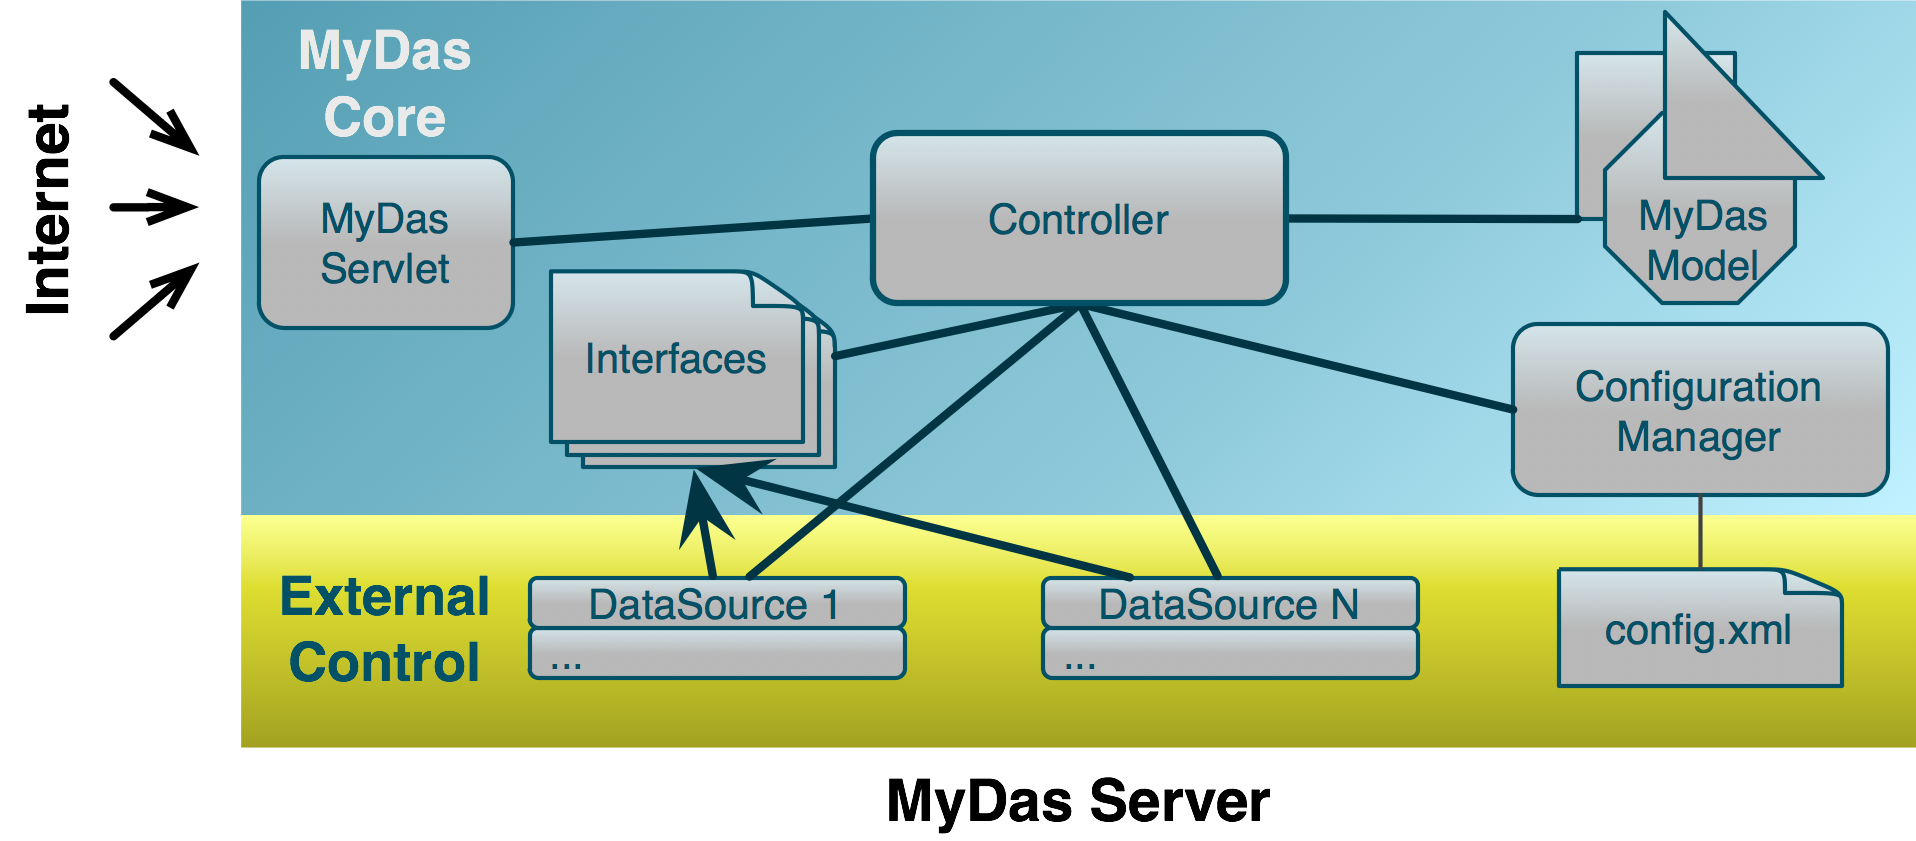 Internet
MyDas
Core
MyDas
Servlet
Controller
MyDas
Model
Interfaces
Configuration
Manager
External
Control
DataSource 1
...
DataSource N
...
config.xml
MyDas Server